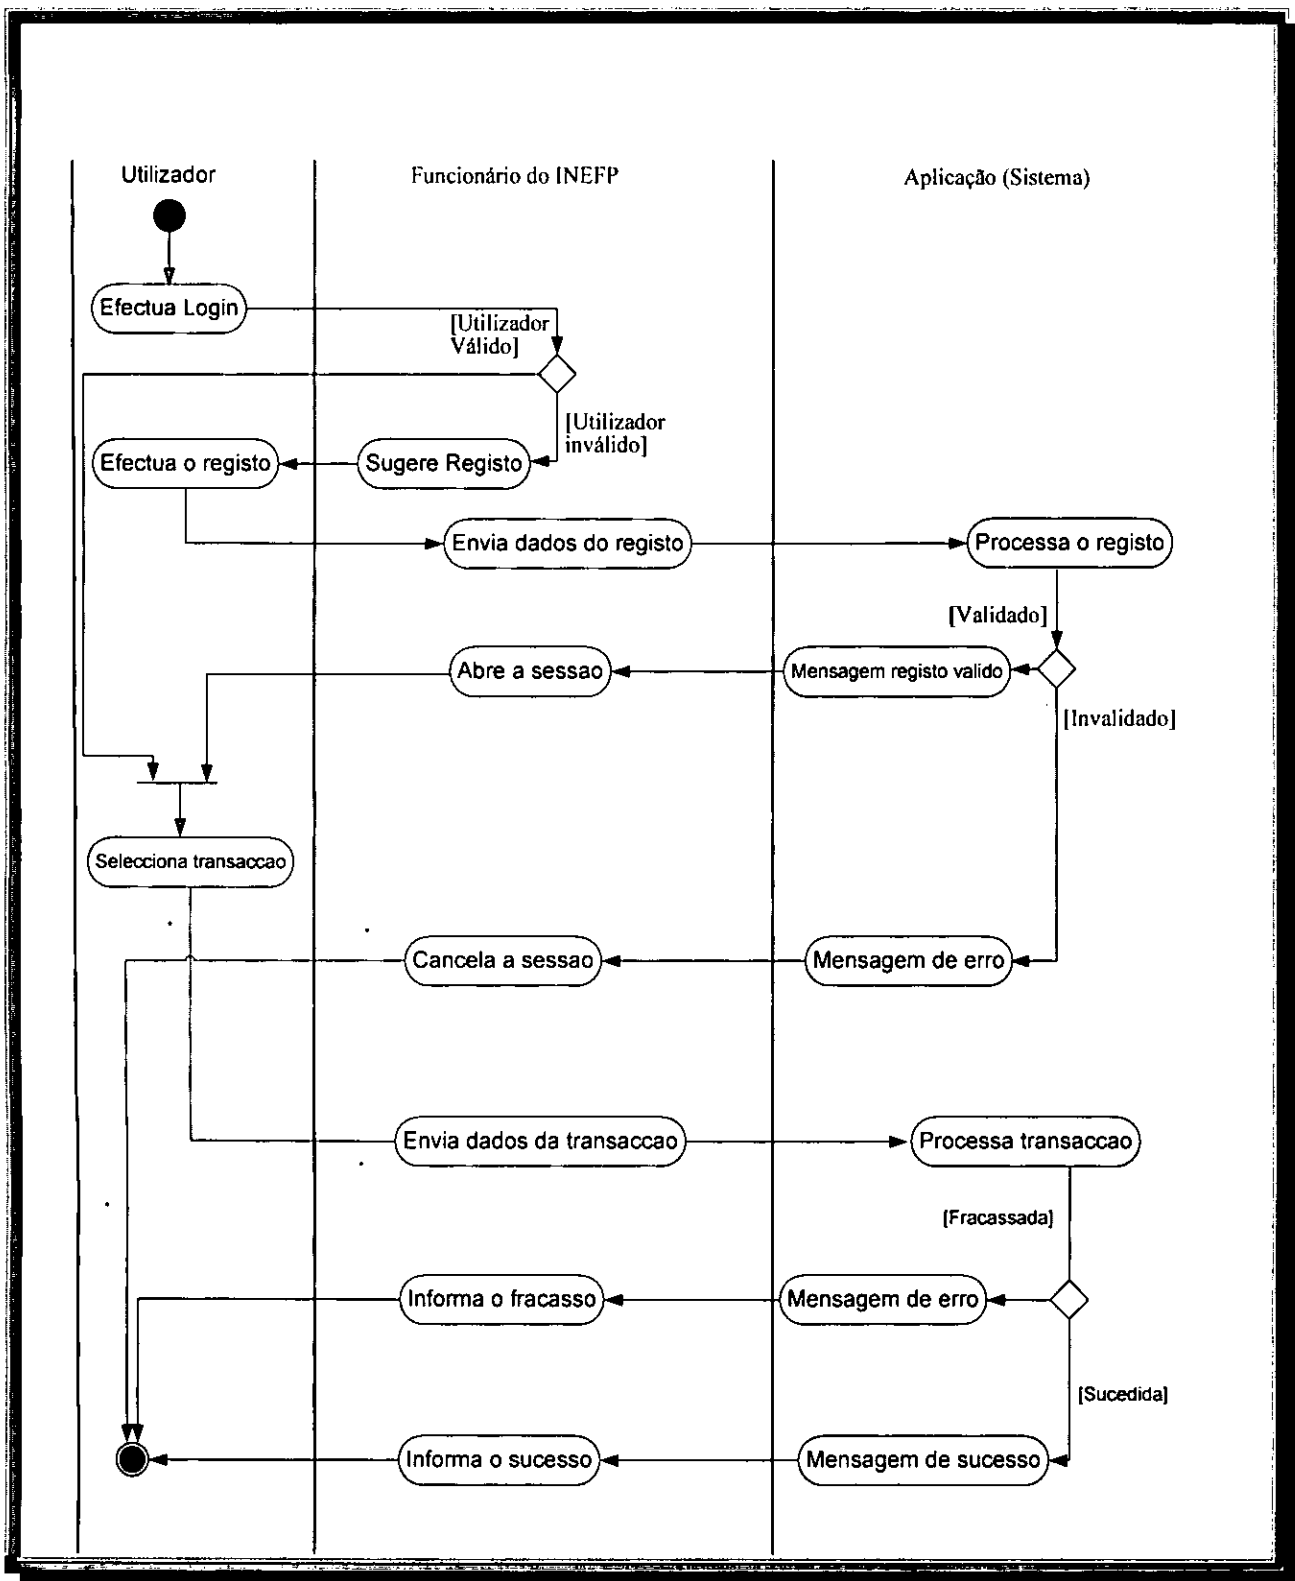 Utilizador
Funcionário do INEFP
Aplicação (Sistema)
Efectua Login
[Utilizador
Válido]
[Utilizador
inválido]
Efectua o registo
Sugere Registo
Envia dados do registo
Processa o registo
[Validado]
Abre a sessao
Mensagem registo valido
[Invalidado]
Selecciona transaccao
Cancela a sessao
Mensagem de erro
Envia dados da transaccao
Processa transaccao
[Fracassada]
Informa o fracasso
Mensagem de erro
[Sucedida]
Informa o sucesso
Mensagem de sucesso